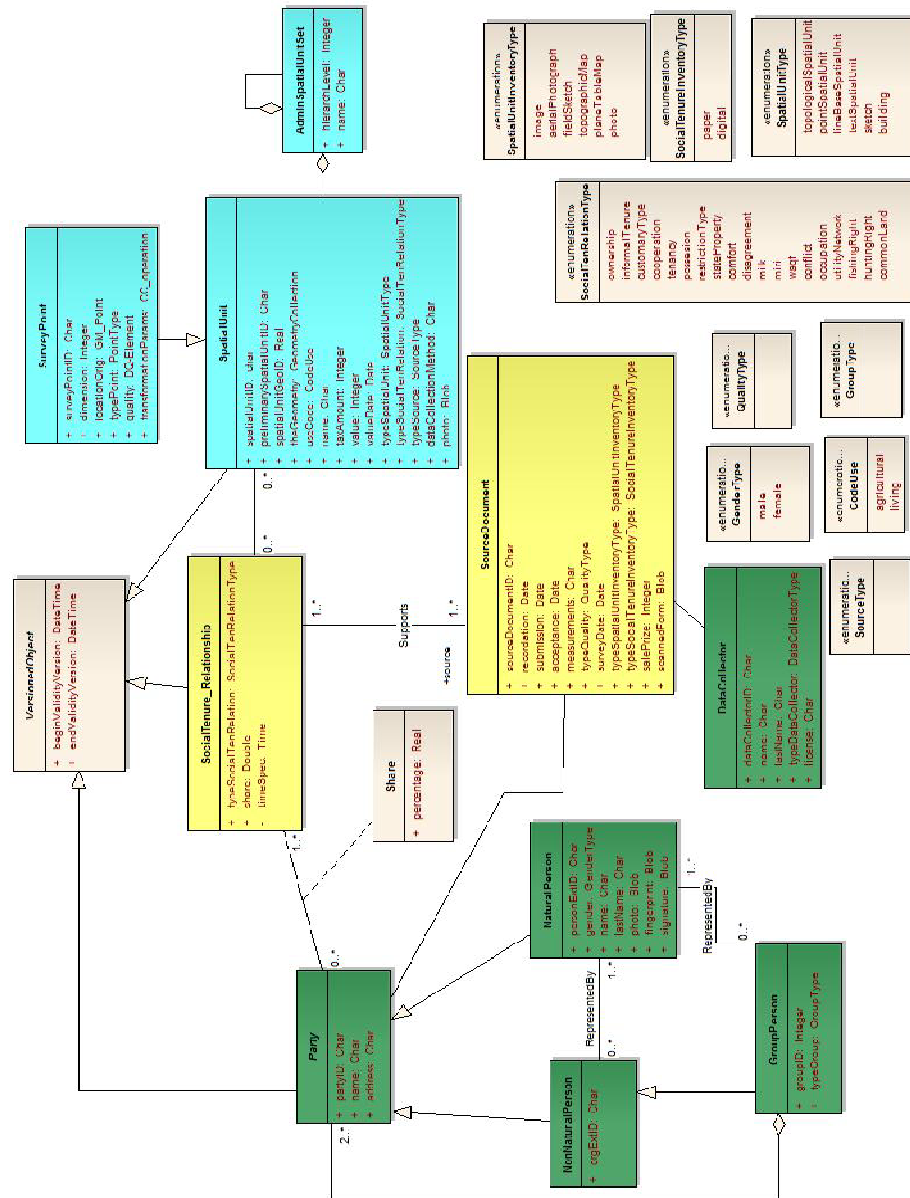 VersionedObject
+ beginValidityVersion: DateTime
+ endValidityVersion: DateTime
SurveyPoint
+ surveyPointID: Char
+ dimension: Integer
+ locationOrig: GM_Point
+ typePoint: PointType
+ quality: DQ-Element
+ transformationParams: CC_operation
AdminSpatialUnitSet
+ hierarchLevel: Integer
+ name: Char
SpatialUnit
+ spatialUnitID: Char
+ preliminarySpatialUnitID: Char
+ spatialUnitGeoID: Real
+ theGeometry: GeometryCollection
+ useCode: CodeUse
+ name: Char
+ taxAmount: Integer
+ value: Integer
+ valueDate: Date
+ typeSpatialUnit: SpatialUnitType
+ typeSocialTenRelation: SocialTenRelationType
+ typeSource: SourceType
+ dataCollectionMethod: Char
+ photo: Blob
0..*
0..*
SocialTenure_Relationship
+ typeSocialTenRelation: SocialTenRelationType
+ share: Double
+ timeSpec: Time
1..*
Supports
1..*
+source
1..*
Share
+ percentage: Real
SourceDocument
+ sourceDocumentID: Char
+ recordation: Date
+ submission: Date
+ acceptance: Date
+ measurements: Char
+ typeQuality: QualityType
+ surveyDate: Date
+ typeSpatialUnitInventoryType: SpatialUnitInventoryType
+ typeSocialTenureInventoryType: SocialTenureInventoryType
+ salePrize: Integer
+ scannedForm: Blob
DataCollector
+ dataCollectorID: Char
+ name: Char
+ lastName: Char
+ typeDataCollector: DataCollectorType
+ license: Char
Party
+ partyID: Char
+ name: Char
+ address: Char
0..*
2..*
NaturalPerson
+ personExtID: Char
+ gender: GenderType
+ name: Char
+ lastName: Char
+ photo: Blob
+ fingerprint: Blob
+ signature: Blob
1..*
RepresentedBy
0..*
1..*
RepresentedBy
0..*
NonNaturalPerson
+ orgExtID: Char
GroupPerson
+ groupID: Integer
+ typeGroup: GroupType
«enumeration»
SpatialUnitInventoryType
image
aerialPhotograph
fieldSketch
topographicMap
planeTableMap
photo
«enumeration»
SocialTenureInventoryType
paper
digital
«enumeration»
SpatialUnitType
topologicalSpatialUnit
pointSpatialUnit
lineBaseSpatialUnit
textSpatialUnit
sketch
building
«enumeration»
SocialTenRelationType
ownership
informalTenure
customaryType
cooperation
tenancy
possesion
restrictionType
stateProperty
comfort
disagreement
milk
miri
waqf
conflict
occupation
utilityNetwork
fishingRight
huntingRight
commonLand
«enumeratio...
QualityType
«enumeratio...
GroupType
«enumeratio...
GenderType
male
female
«enumeratio...
CodeUse
agricultural
living
«enumeratio...
SourceType